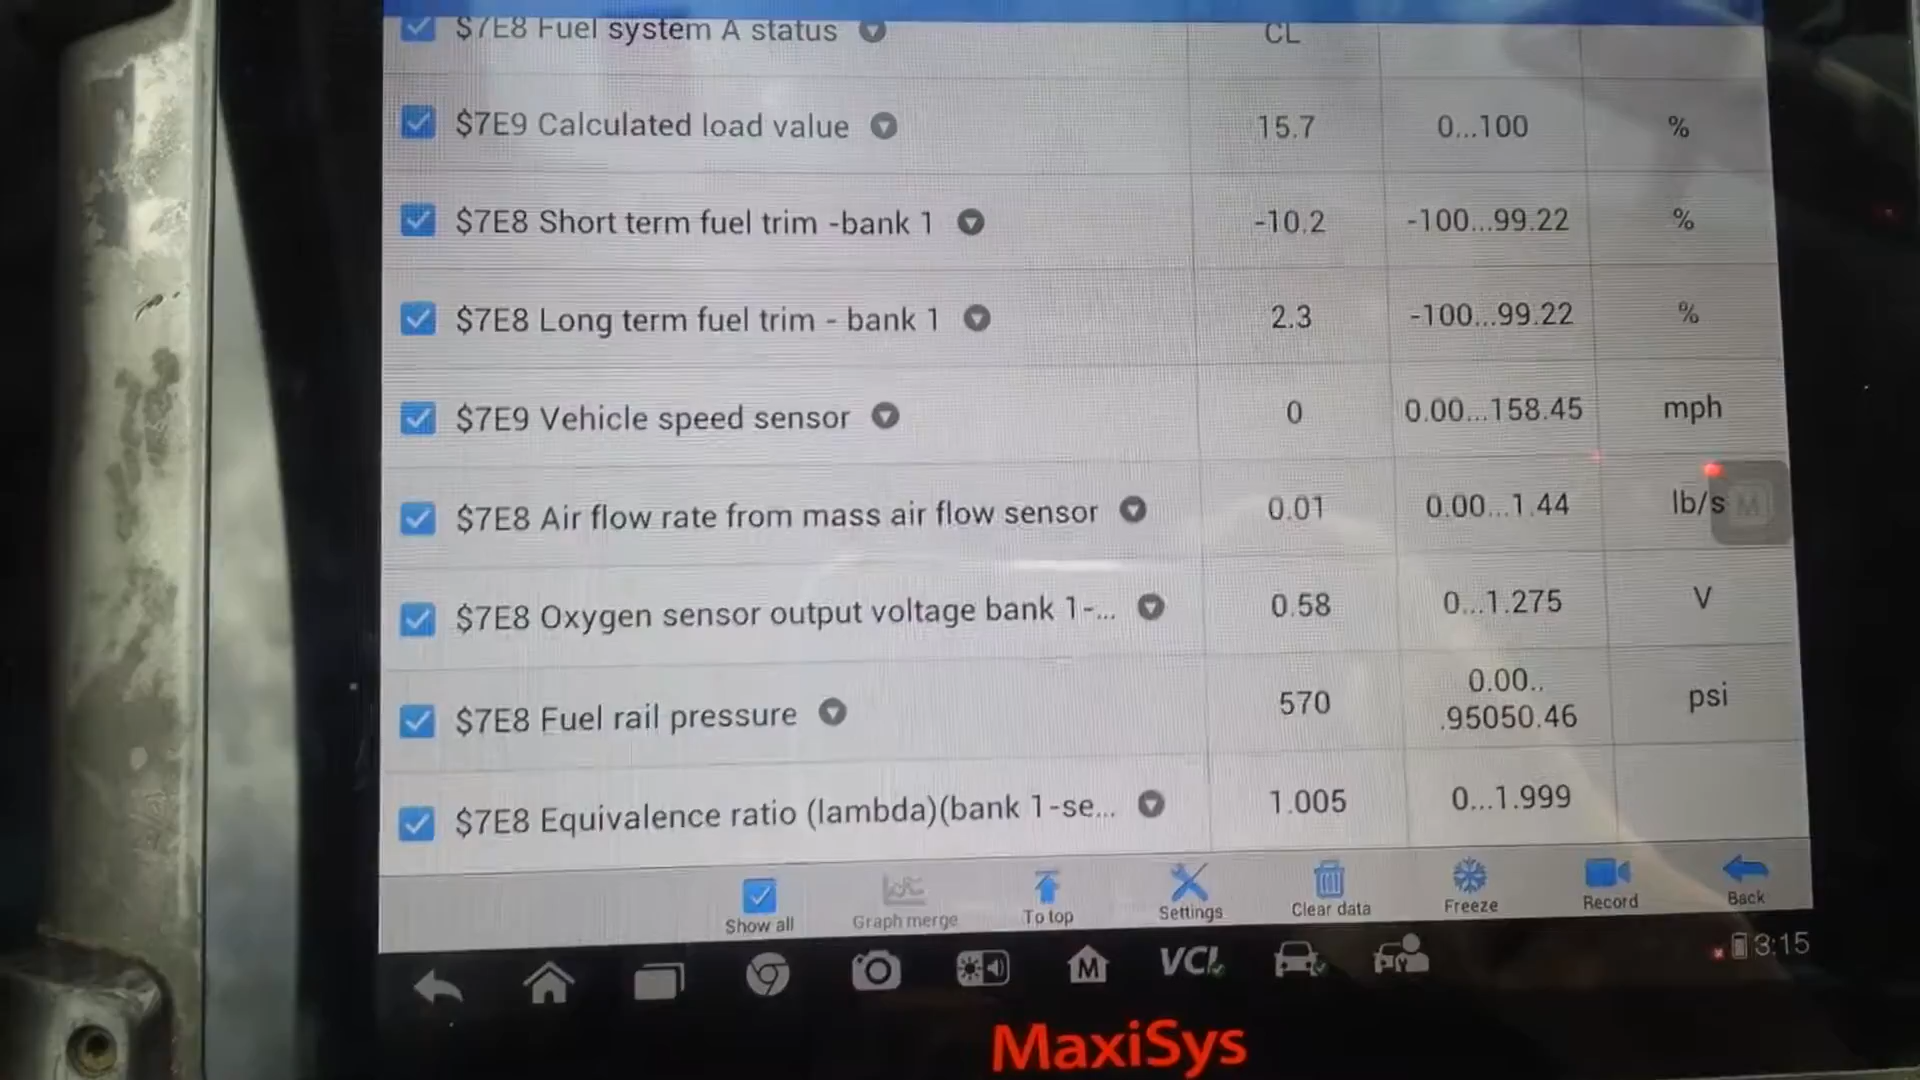 $7E8 Fuel system A status CL
$7E9 Calculated load value 15.7 0...100 %
$7E8 Short term fuel trim -bank 1 -10.2 -100...99.22 %
$7E8 Long term fuel trim - bank 1 2.3 -100...99.22 %
$7E9 Vehicle speed sensor 0 0.00...158.45 mph
$7E8 Air flow rate from mass air flow sensor 0.01 0.00...1.44 lb/s M
$7E8 Oxygen sensor output voltage bank 1-... 0.58 0...1.275 V
$7E8 Fuel rail pressure 570 0.00.. psi
.95050.46
$7E8 Equivalence ratio (lambda)(bank 1-se... 1.005 0...1.999
Show all Graph merge To top Settings Clear data Freeze Record Back
M VCI 3:15
MaxiSys